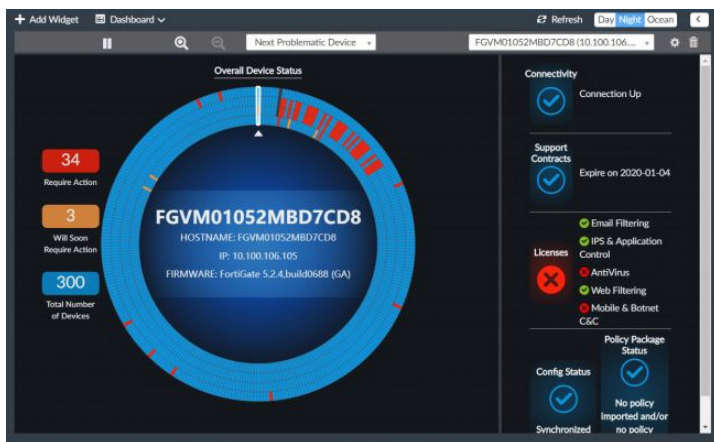 Add Widget
Dashboard
Refresh
Day Night Ocean
Next Problematic Device
FGVM01052MBD7CD8 (10.100.106....
Overall Device Status
34
Require Action
3
Will Soon
Require Action
300
Total Number
of Devices
FGVM01052MBD7CD8
HOSTNAME: FGVM01052MBD7CD8
IP: 10.100.106.105
FIRMWARE: FortiGate 5.2.4,build0688 (GA)
Connectivity
Connection Up
Support
Contracts
Expire on 2020-01-04
Licenses
Email Filtering
IPS & Application
Control
AntiVirus
Web Filtering
Mobile & Botnet
C&C
Config Status
Synchronized
Policy Package
Status
No policy
imported and/or
no policy